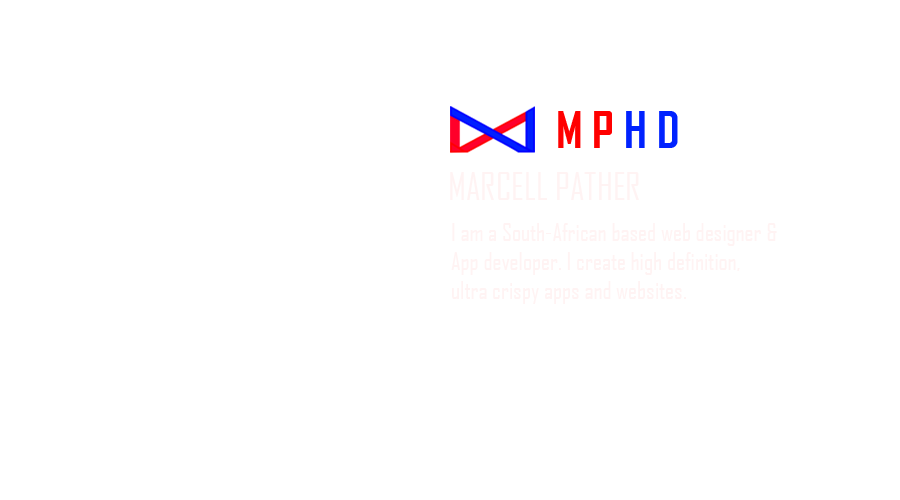 MPHD
MARCELL PATHER
I am a South-African based web designer &
App developer. I create high definition,
ultra crispy apps and websites.